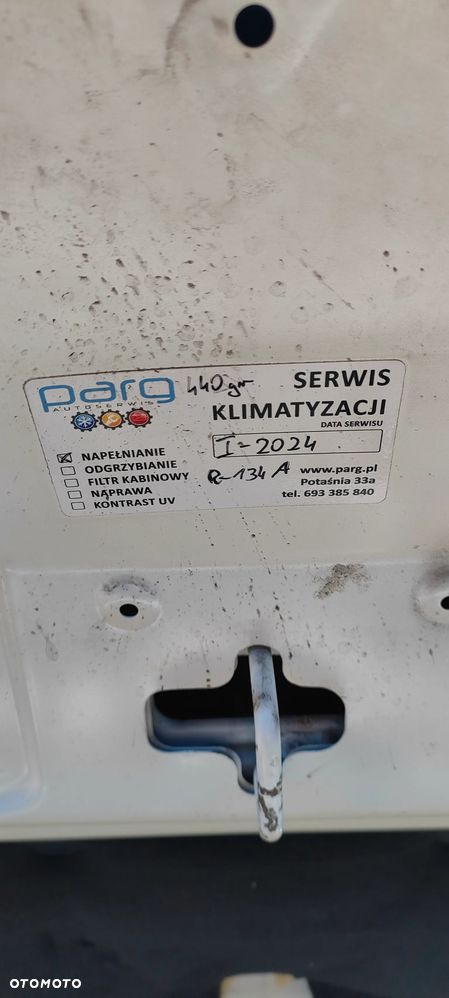 parg 440 gr SERWIS
AUTOSERWIS KLIMATYZACJI
DATA SERWISU
I-2024
NAPEŁNIANIE
ODGRZYBIANIE
FILTR KABINOWY R-134A www.parg.pl
NAPRAWA Potaśnia 33a
KONTRAST UV tel. 693 385 840
OTOMOTO